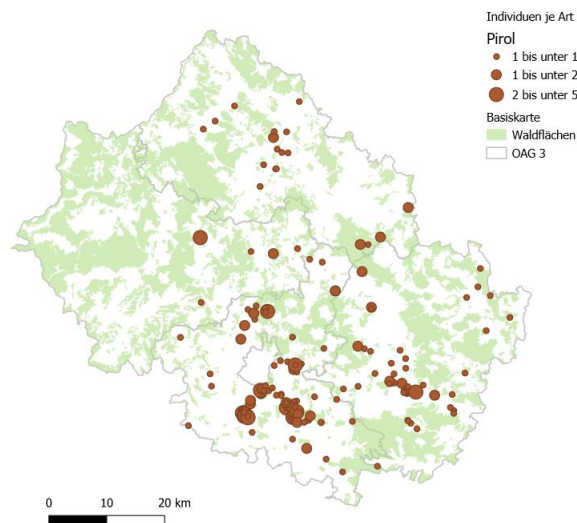 Individuen je Art
Pirol
1 bis unter 1
1 bis unter 2
2 bis unter 5
Basiskarte
Waldflächen
OAG 3
0 10 20 km